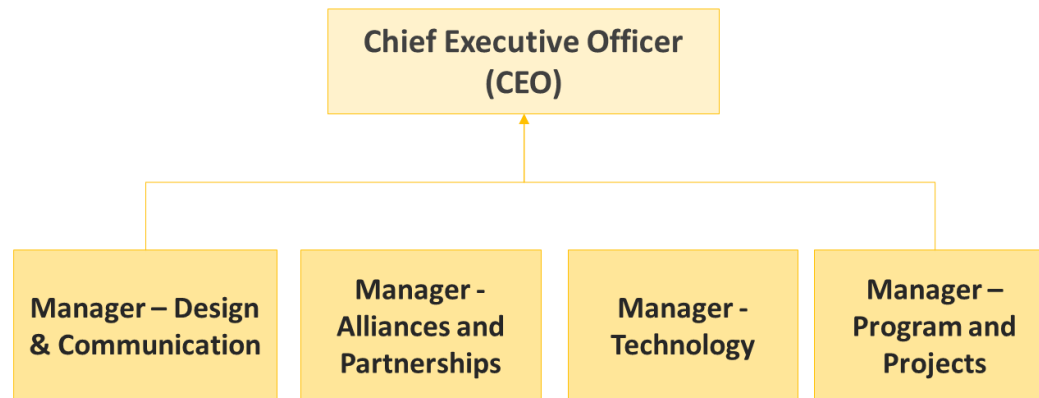 Chief Executive Officer
(CEO)
Manager – Design
& Communication
Manager -
Alliances and
Partnerships
Manager -
Technology
Manager –
Program and
Projects